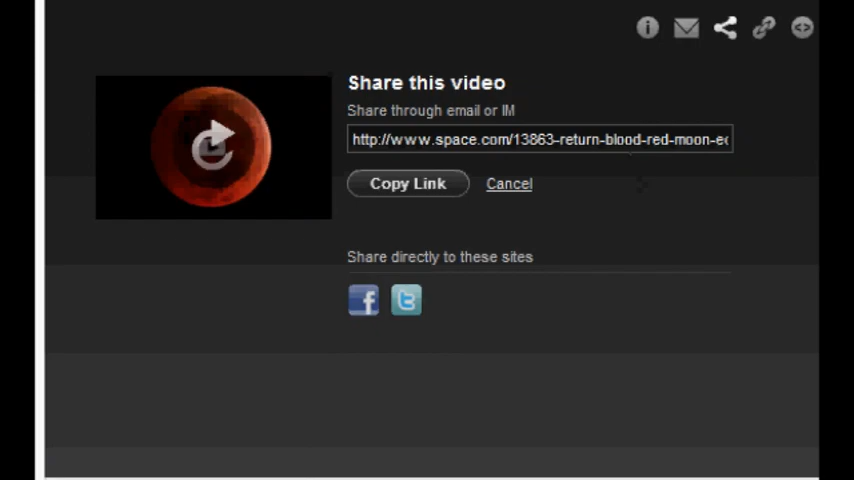 Share this video
Share through email or IM
http://www.space.com/13863-return-blood-red-moon-ec
Copy Link Cancel
Share directly to these sites